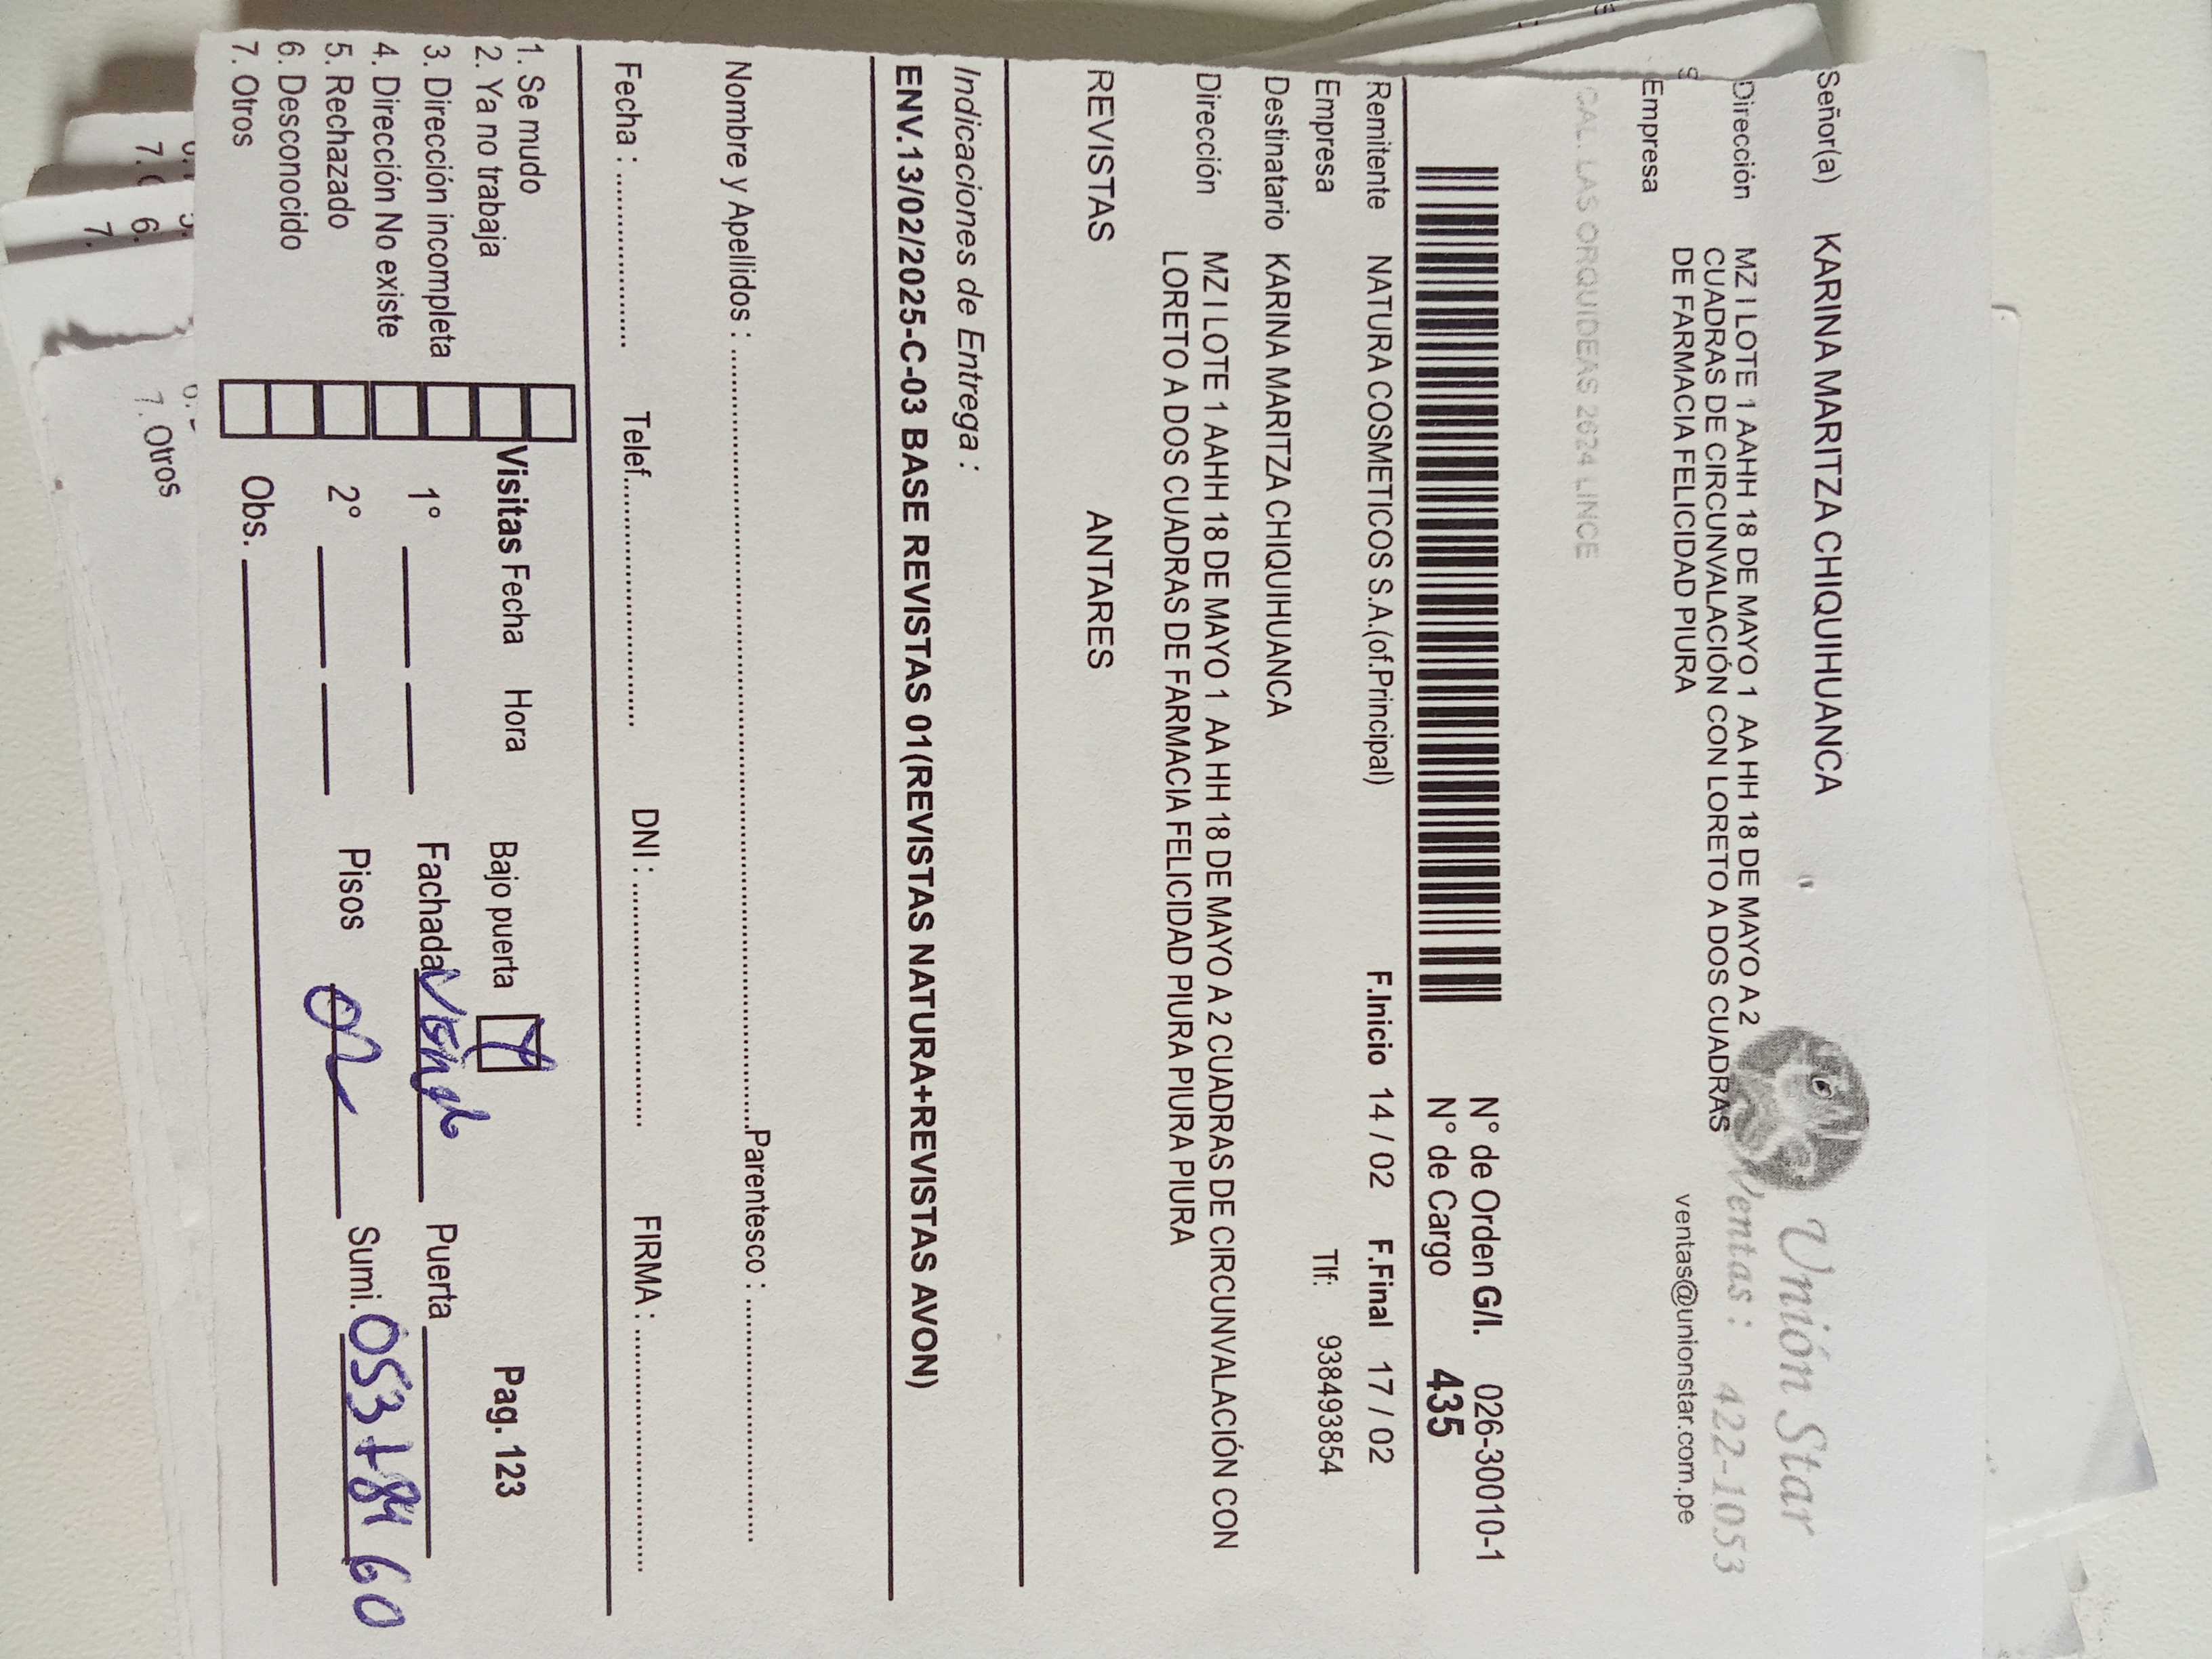 Señor(a) KARINA MARITZA CHIQUIHUANCA
Unión Star
Dirección MZ I LOTE 1 AAHH 18 DE MAYO 1 AA HH 18 DE MAYO A 2
CUADRAS DE CIRCUNVALACIÓN CON LORETO A DOS CUADRAS
DE FARMACIA FELICIDAD PIURA
Ventas : 422-1053
ventas@unionstar.com.pe
Empresa
CAL. LAS ORQUIDEAS 2624 LINCE
N° de Orden G/I. 026-30010-1
N° de Cargo 435
Remitente NATURA COSMETICOS S.A.(of.Principal) F.Inicio 14 / 02 F.Final 17 / 02
Empresa Tlf: 938493854
Destinatario KARINA MARITZA CHIQUIHUANCA
Dirección MZ I LOTE 1 AAHH 18 DE MAYO 1 AA HH 18 DE MAYO A 2 CUADRAS DE CIRCUNVALACIÓN CON
LORETO A DOS CUADRAS DE FARMACIA FELICIDAD PIURA PIURA PIURA
REVISTAS ANTARES
Indicaciones de Entrega :
ENV.13/02/2025-C-03 BASE REVISTAS 01(REVISTAS NATURA+REVISTAS AVON)
Nombre y Apellidos : Parentesco :
Fecha : Telef. DNI : FIRMA :
1. Se mudo
2. Ya no trabaja Visitas Fecha Hora Bajo puerta Pag. 123
3. Dirección incompleta 1° Fachada Puerta
4. Dirección No existe
5. Rechazado 2° Pisos Sumi.
6. Desconocido
7. Otros Obs.
7. Otros
6.
7.